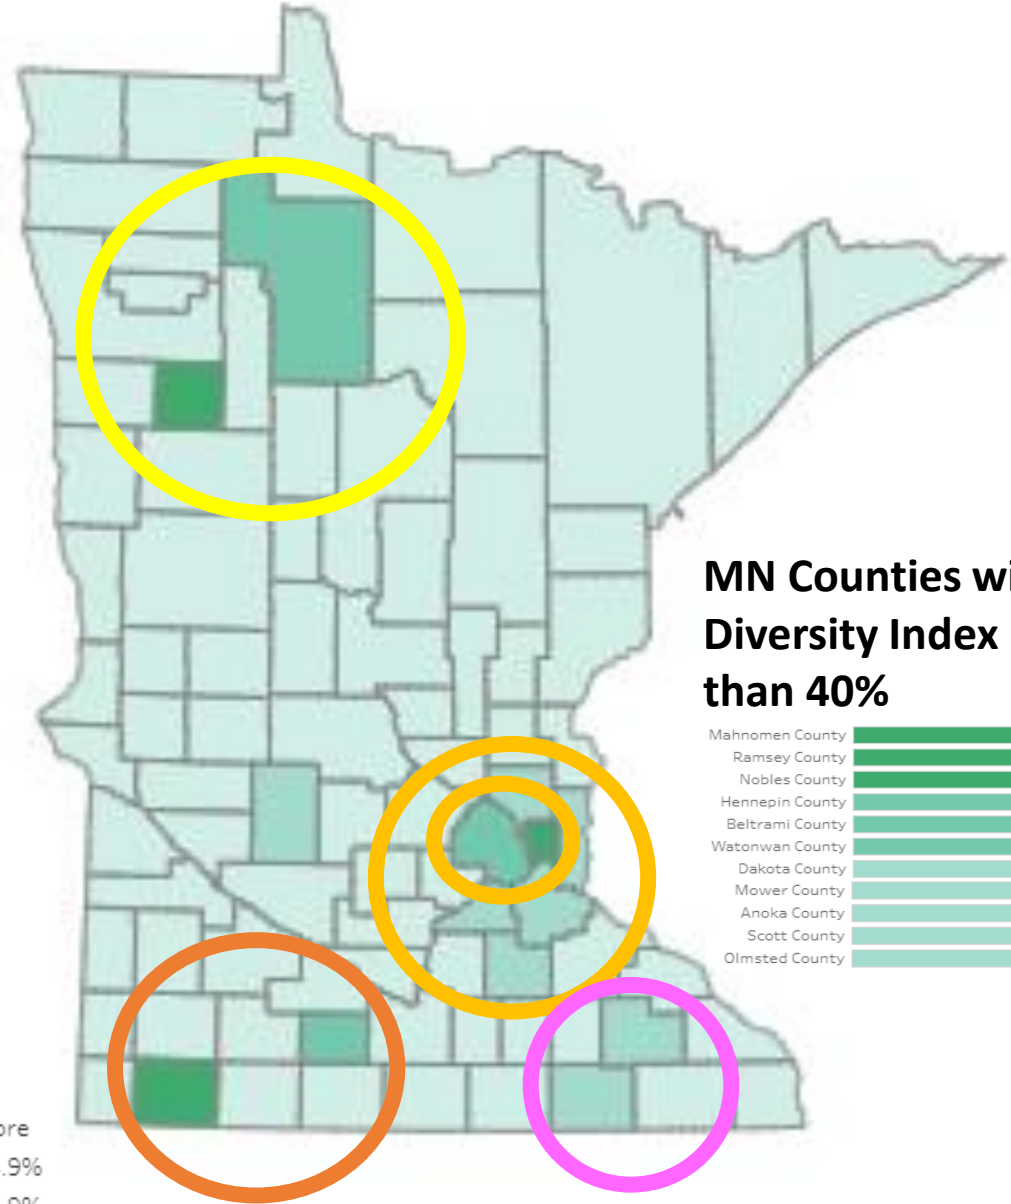 MN Counties wi
Diversity Index
than 40%
Mahnomen County
Ramsey County
Nobles County
Hennepin County
Beltrami County
Watonwan County
Dakota County
Mower County
Anoka County
Scott County
Olmsted County
ore
.9%